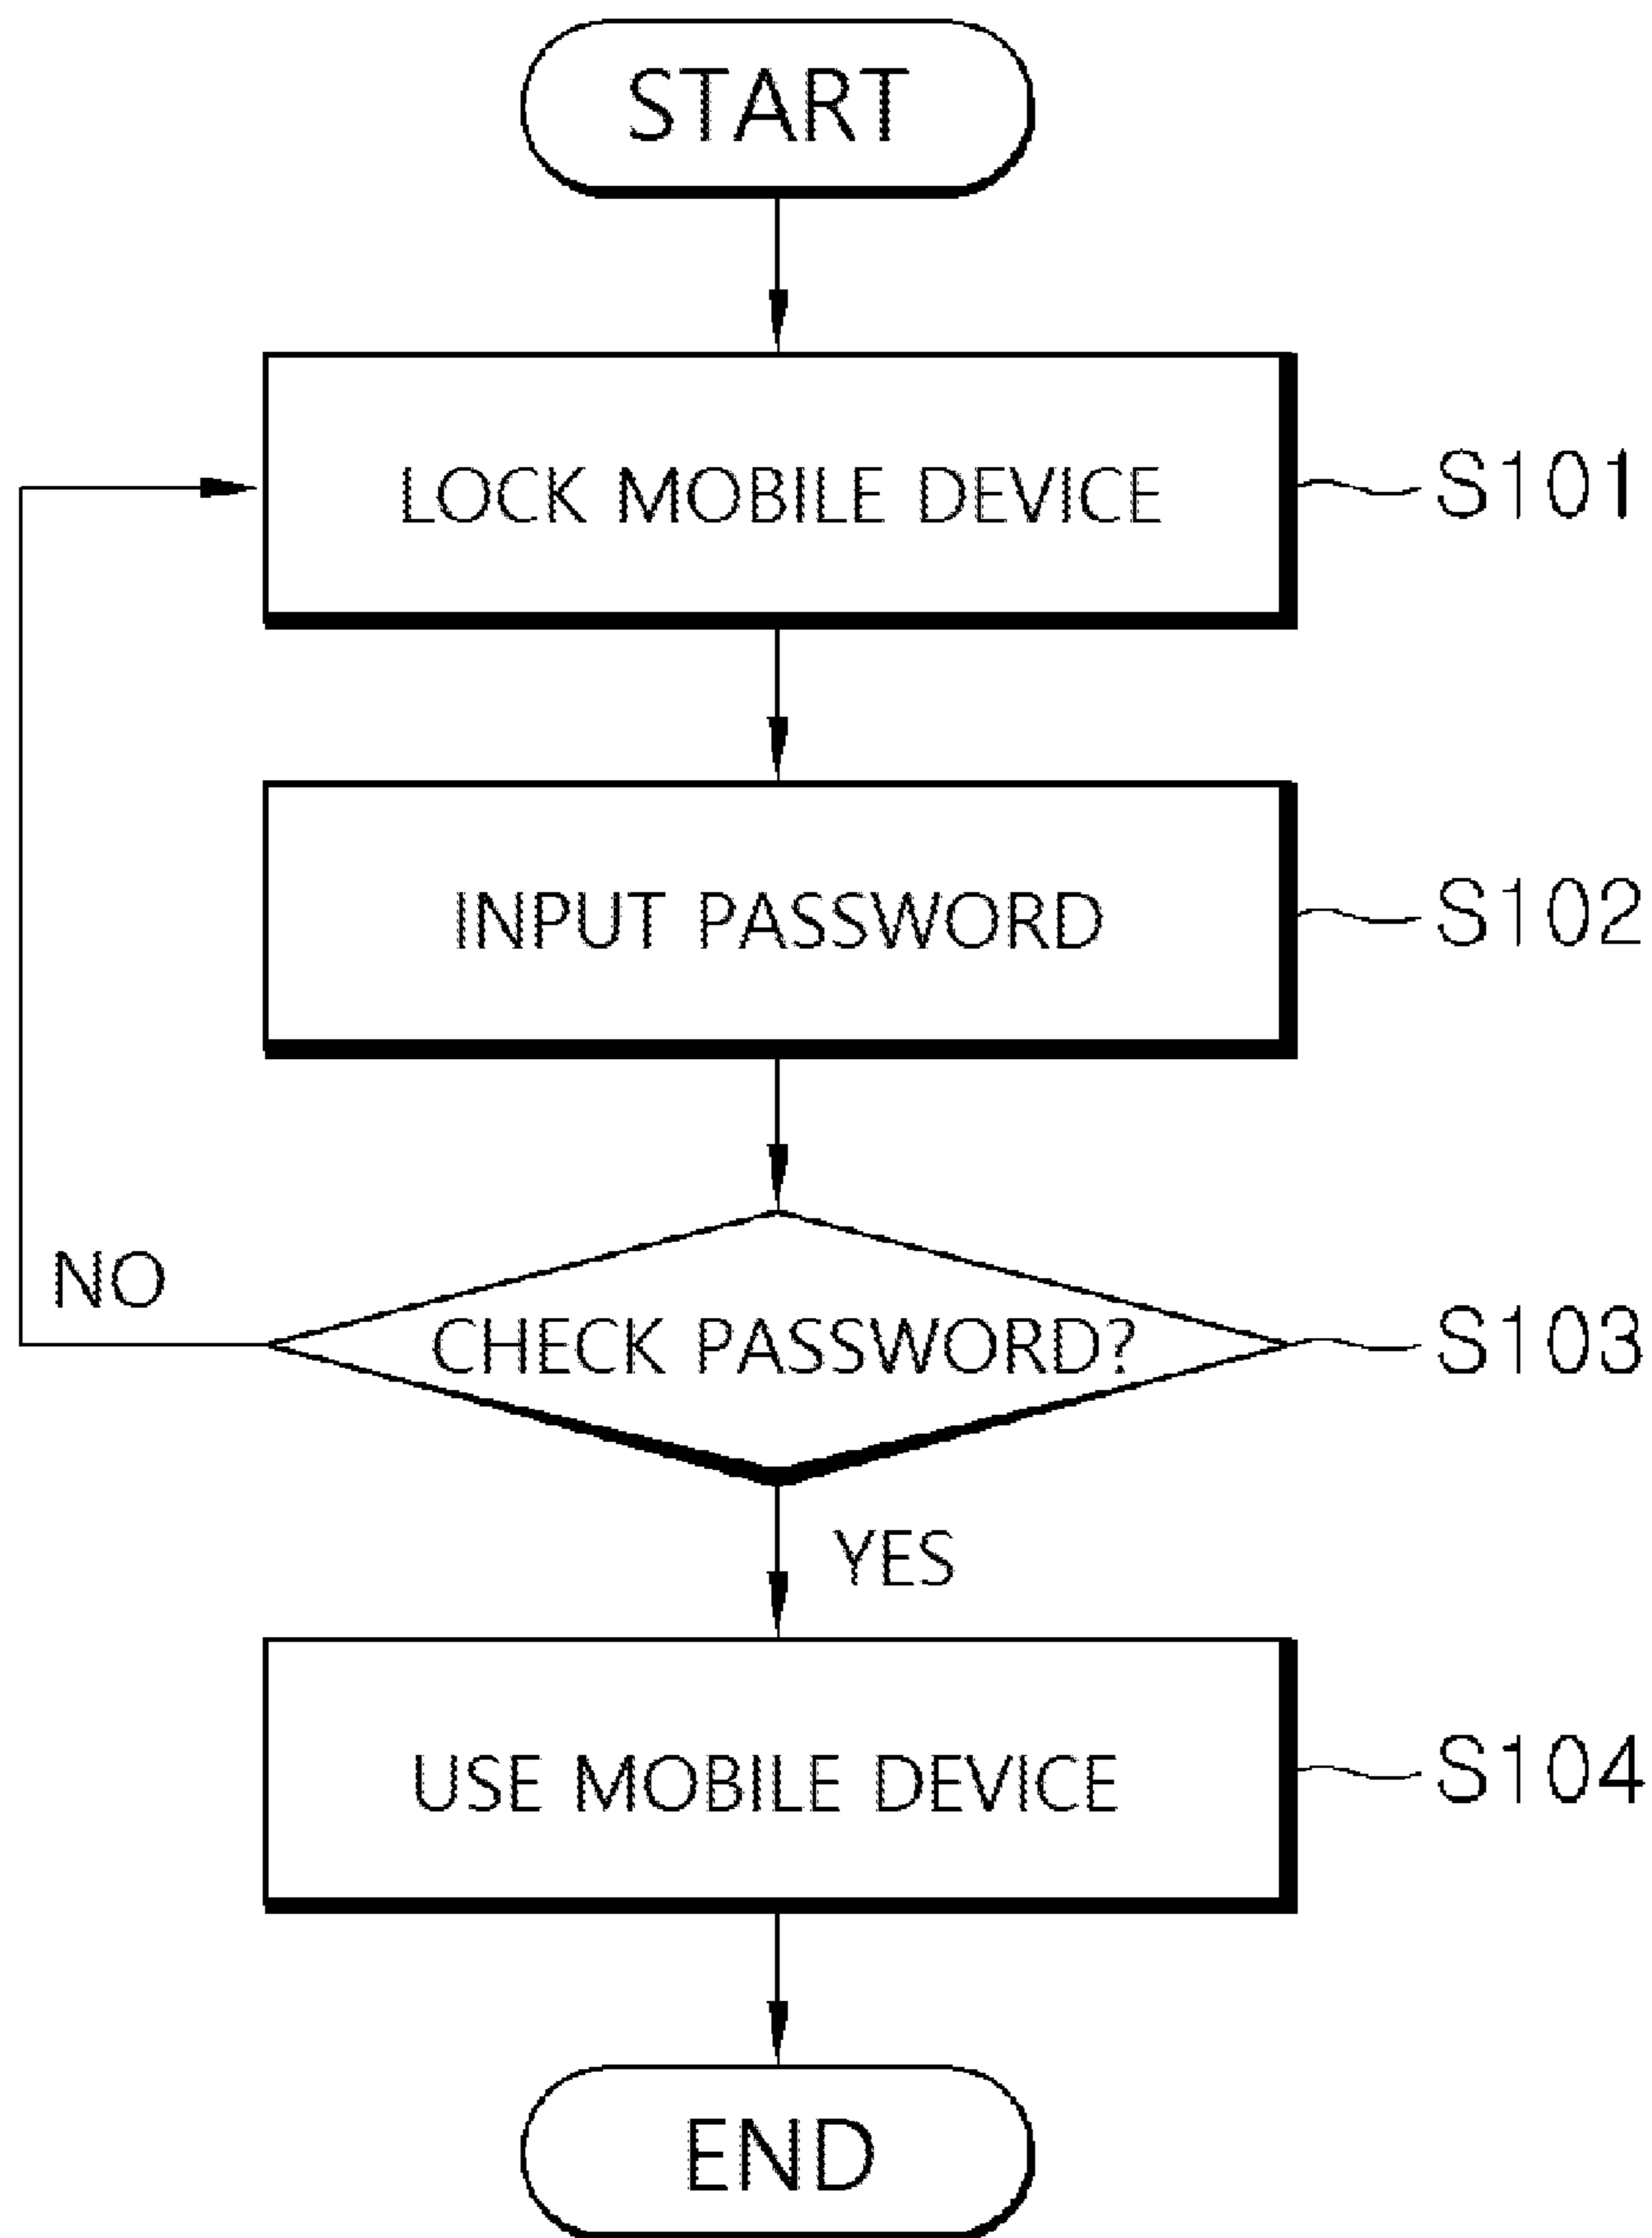 START
LOCK MOBILE DEVICE
S101
INPUT PASSWORD
S102
NO
CHECK PASSWORD?
S103
YES
USE MOBILE DEVICE
S104
END